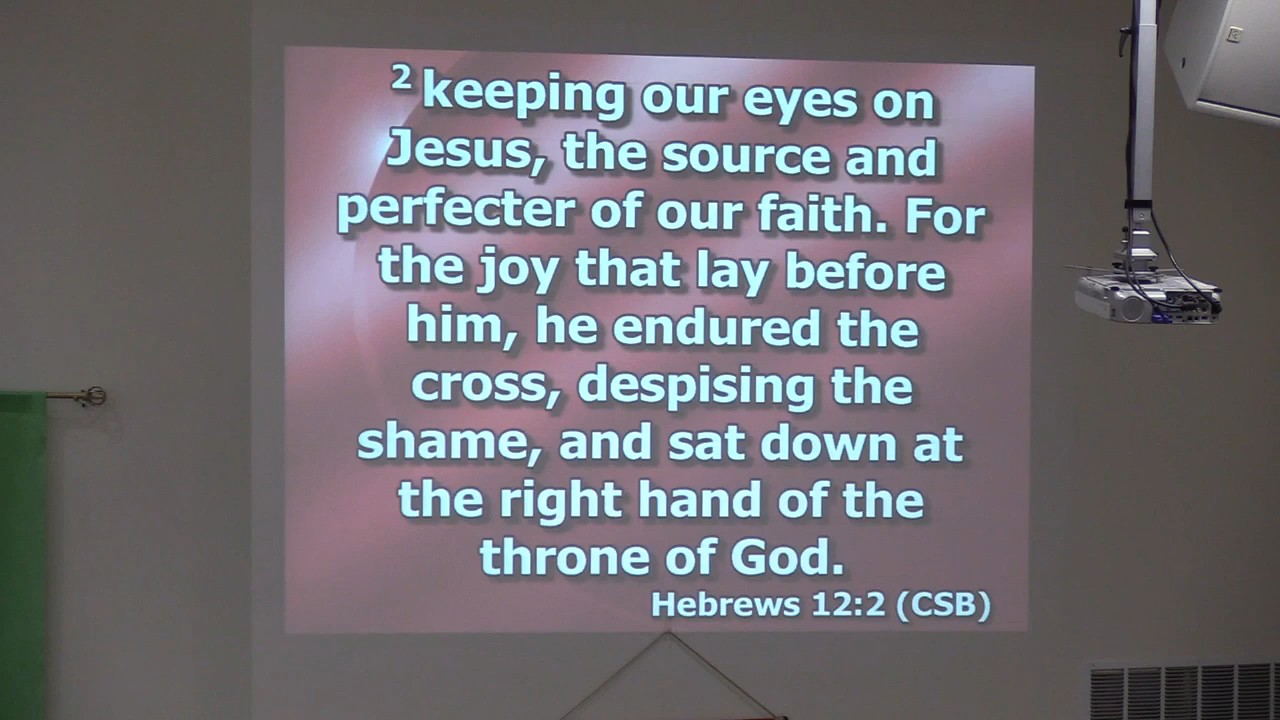 2 keeping our eyes on
Jesus, the source and
perfecter of our faith. For
the joy that lay before
him, he endured the
cross, despising the
shame, and sat down at
the right hand of the
throne of God.
Hebrews 12:2 (CSB)